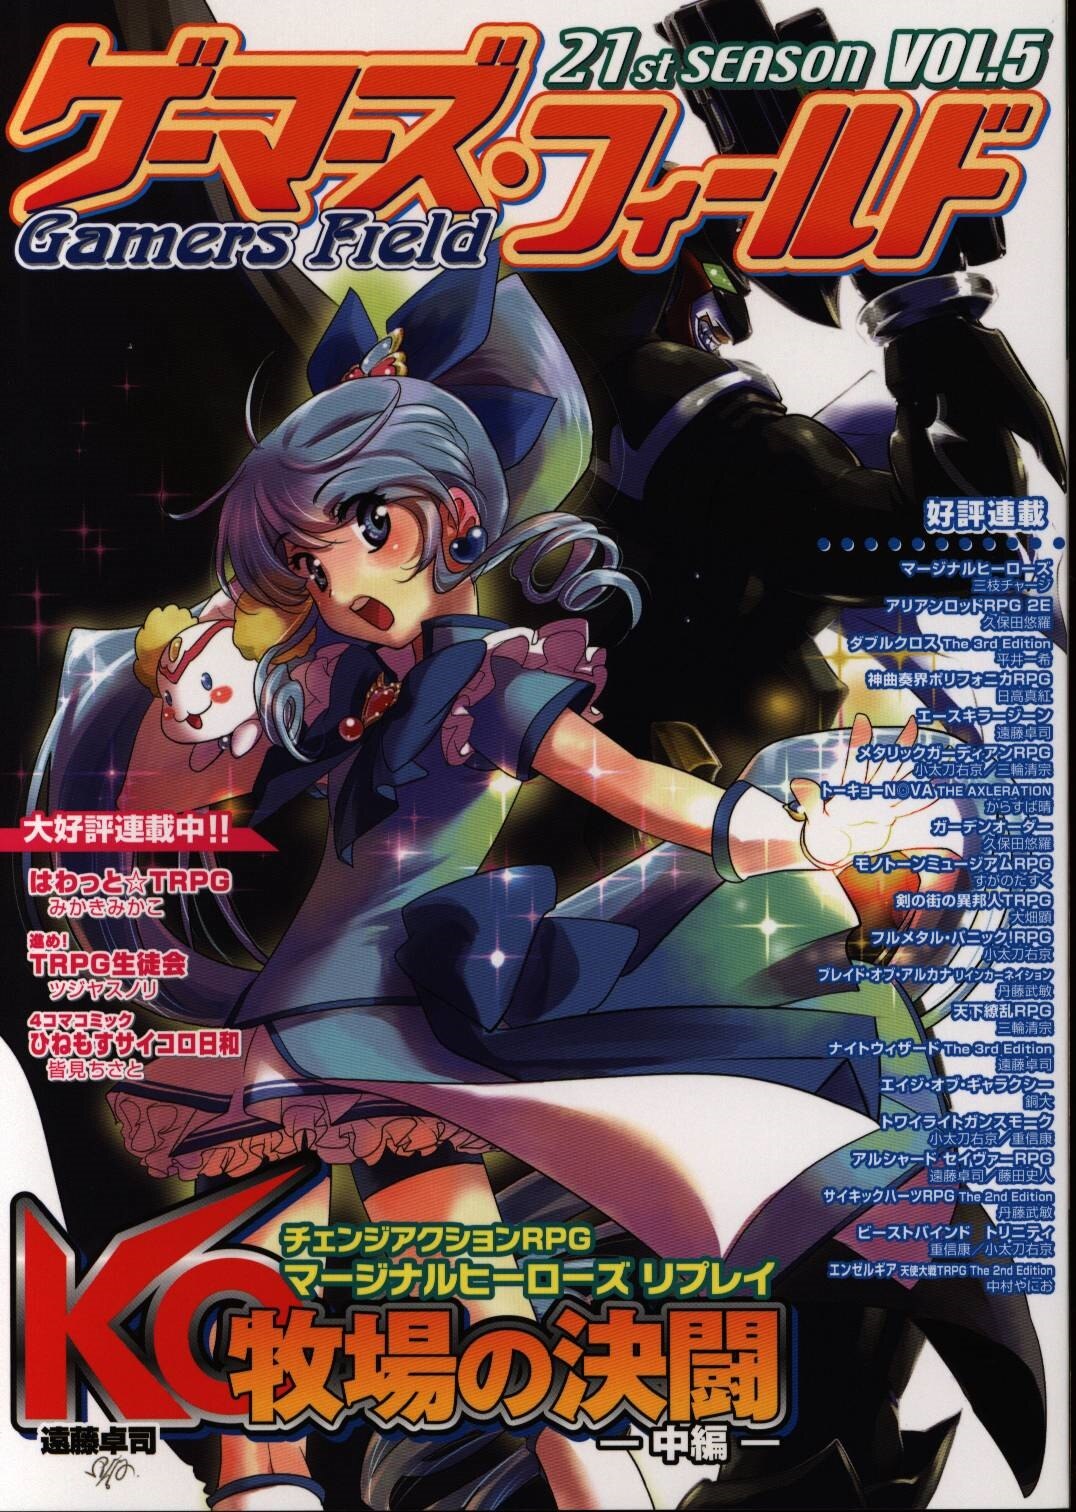 21st SEASON VOL.5
ゲーマーズ・フィールド
Gamers Field
好評連載
マージナルヒーローズ
三枝チャージ
アリアンロッドRPG 2E
久保田悠羅
ダブルクロス The 3rd Edition
平井一希
神曲奏界ポリフォニカRPG
日高真紅
エースキラージーン
遠藤卓司
メタリックガーディアンRPG
小太刀右京／三輪清宗
トーキョーN◎VA THE AXLERATION
からすば晴
ガーデンオーダー
久保田悠羅
モノトーンミュージアムRPG
すがのたすく
剣の街の異邦人TRPG
大畑顕
フルメタル・パニック!RPG
小太刀右京
ブレイド・オブ・アルカナ リインカーネイション
丹藤武敏
天下繚乱RPG
三輪清宗
ナイトウィザード The 3rd Edition
遠藤卓司
エイジ・オブ・ギャラクシー
銅大
トワイライトガンスモーク
小太刀右京／重信康
アルシャード セイヴァーRPG
遠藤卓司／藤田史人
サイキックハーツRPG The 2nd Edition
丹藤武敏
ビーストバインド トリニティ
重信康／小太刀右京
エンゼルギア 天使大戦TRPG The 2nd Edition
中村やにお
大好評連載中!!
はわっと☆TRPG
みかきみかこ
進め!
TRPG生徒会
ツジヤスノリ
4コマコミック
ひねもすサイコロ日和
皆見ちさと
チェンジアクションRPG
マージナルヒーローズ リプレイ
KO牧場の決闘
― 中編 ―
遠藤卓司